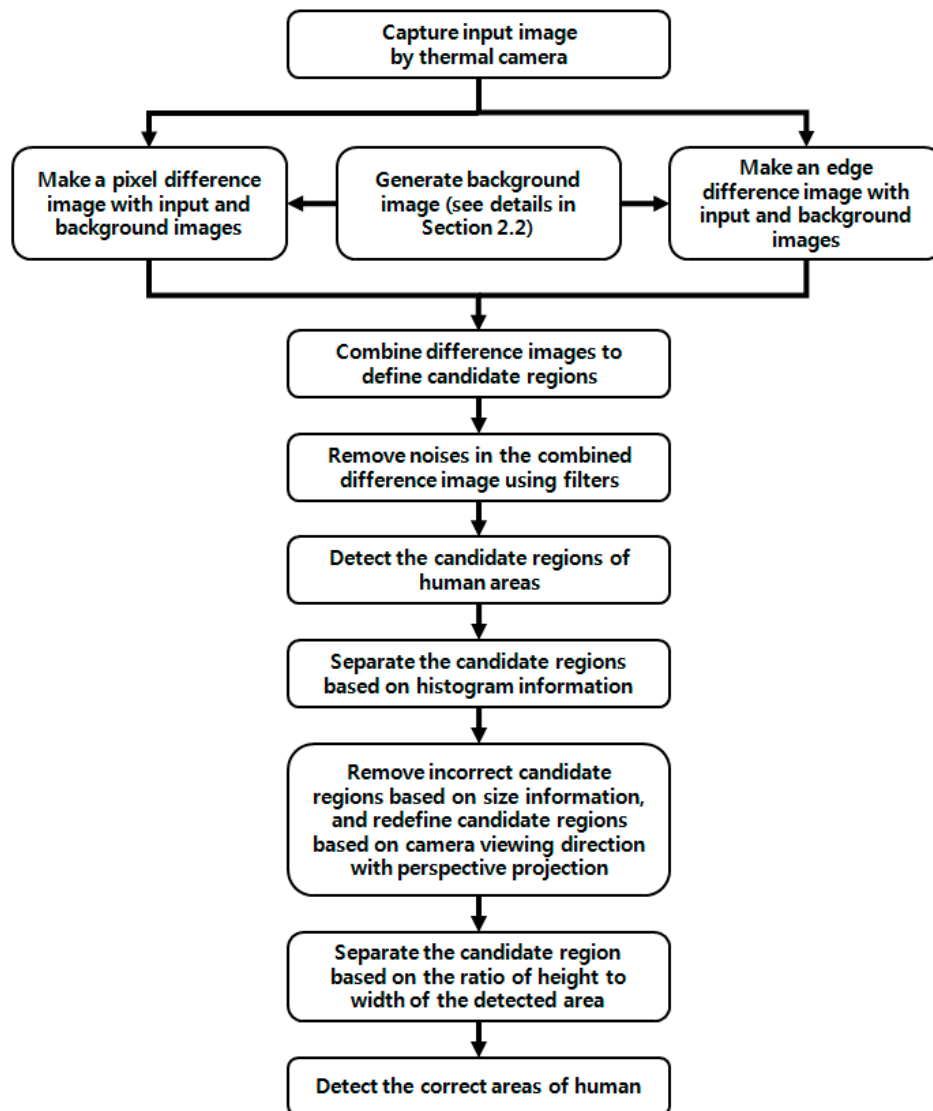 Capture input image
by thermal camera
Make a pixel difference
image with input and
background images
Generate background
image (see details in
Section 2.2)
Make an edge
difference image with
input and background
images
Combine difference images to
define candidate regions
Remove noises in the combined
difference image using filters
Detect the candidate regions of
human areas
Separate the candidate regions
based on histogram information
Remove incorrect candidate
regions based on size information,
and redefine candidate regions
based on camera viewing direction
with perspective projection
Separate the candidate region
based on the ratio of height to
width of the detected area
Detect the correct areas of human